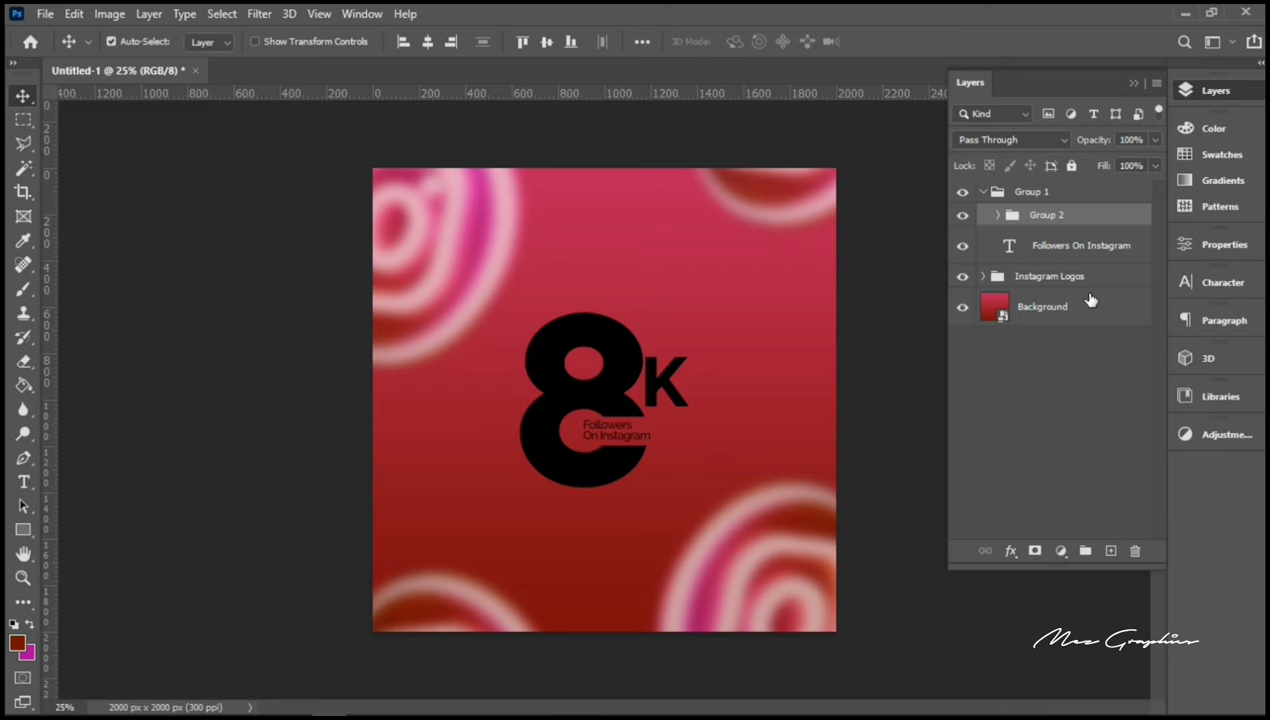 Ps File Edit Image Layer Type Select Filter 3D View Window Help
Auto-Select: Layer Show Transform Controls 3D Mode:
Untitled-1 @ 25% (RGB/8) * ×
400 1200 1000 800 600 400 200 0 200 400 600 800 1000 1200 1400 1600 1800 2000 2200 240
Layers
Kind
Pass Through Opacity: 100%
Lock: Fill: 100%
Group 1
Group 2
T Followers On Instagram
Instagram Logos
Background
fx
Layers
Color
Swatches
Gradients
Patterns
Properties
A Character
Paragraph
3D
Libraries
Adjustme...
8K
Followers
On Instagram
Mez Graphics
25% 2000 px x 2000 px (300 ppi)